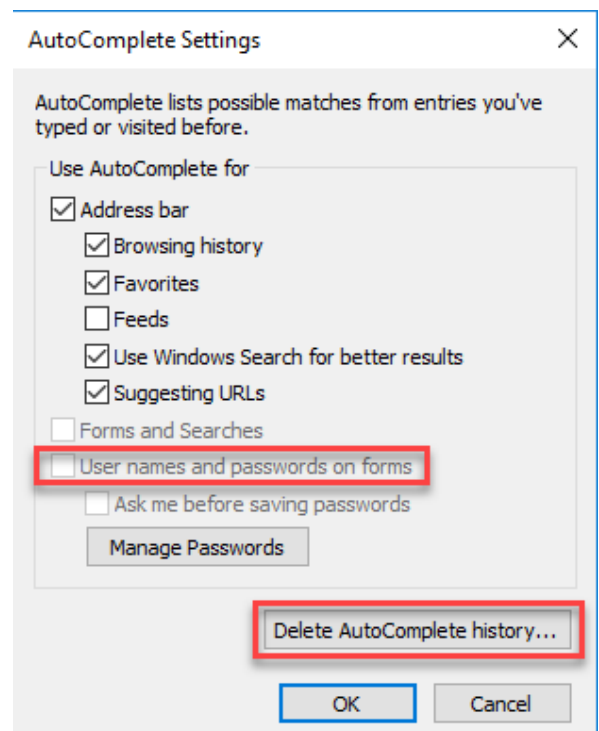 AutoComplete Settings
AutoComplete lists possible matches from entries you've
typed or visited before.
Use AutoComplete for
Address bar
Browsing history
Favorites
Feeds
Use Windows Search for better results
Suggesting URLs
Forms and Searches
User names and passwords on forms
Ask me before saving passwords
Manage Passwords
Delete AutoComplete history...
OK Cancel